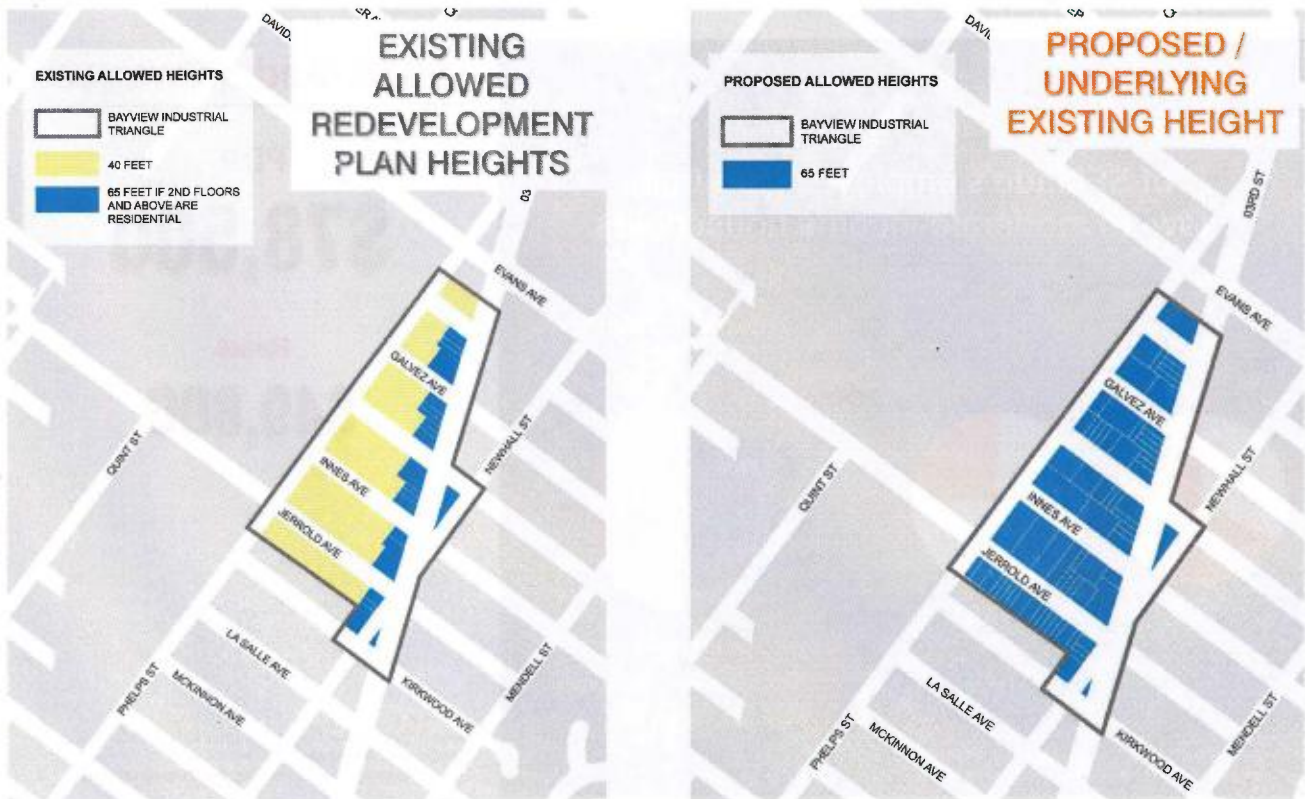 EXISTING
ALLOWED
REDEVELOPMENT
PLAN HEIGHTS
EXISTING ALLOWED HEIGHTS
BAYVIEW INDUSTRIAL
TRIANGLE
40 FEET
65 FEET IF 2ND FLOORS
AND ABOVE ARE
RESIDENTIAL
03
EVANS AVE
GALVEZ AVE
NEWHALL ST
QUINT ST
INNES AVE
JERROLD AVE
LA SALLE AVE
PHELPS ST
MCKINNON AVE
KIRKWOOD AVE
MENDELL ST
PROPOSED /
UNDERLYING
EXISTING HEIGHT
PROPOSED ALLOWED HEIGHTS
BAYVIEW INDUSTRIAL
TRIANGLE
65 FEET
03RD ST
EVANS AVE
GALVEZ AVE
NEWHALL ST
QUINT ST
INNES AVE
JERROLD AVE
LA SALLE AVE
PHELPS ST
MCKINNON AVE
KIRKWOOD AVE
MENDELL ST